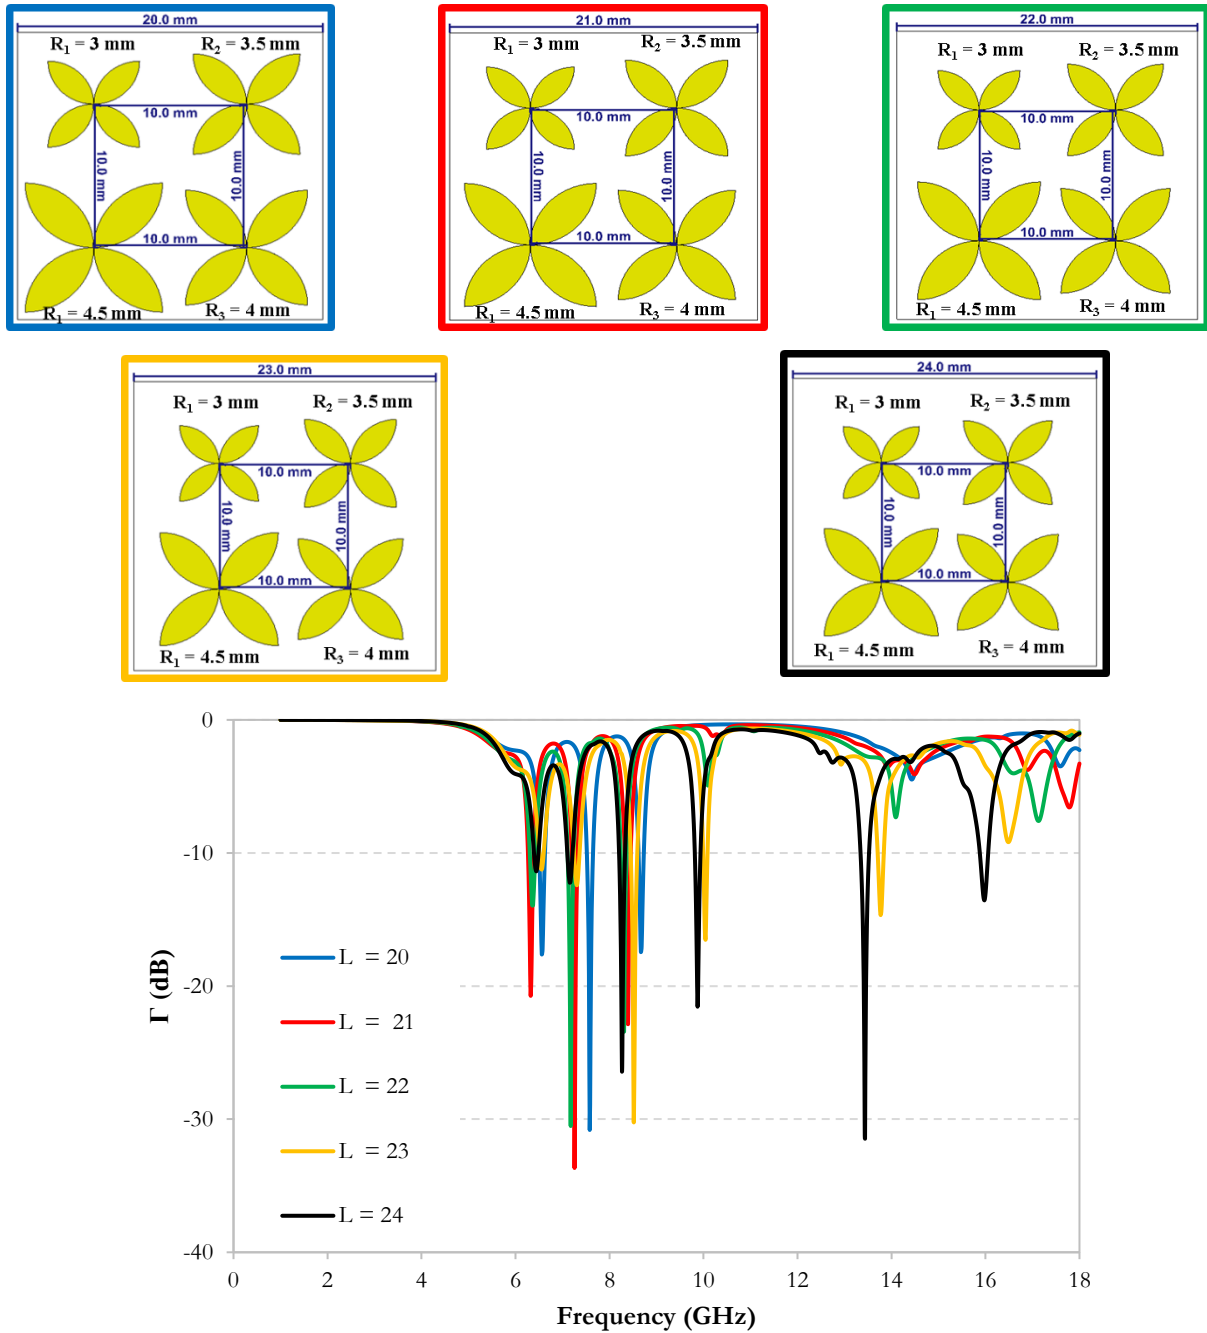 20.0 mm
R₁ = 3 mm
R₂ = 3.5 mm
10.0 mm
10.0 mm
10.0 mm
10.0 mm
R₁ = 4.5 mm
R₃ = 4 mm
21.0 mm
R₁ = 3 mm
R₂ = 3.5 mm
10.0 mm
10.0 mm
10.0 mm
10.0 mm
R₁ = 4.5 mm
R₃ = 4 mm
22.0 mm
R₁ = 3 mm
R₂ = 3.5 mm
10.0 mm
10.0 mm
10.0 mm
10.0 mm
R₁ = 4.5 mm
R₃ = 4 mm
23.0 mm
R₁ = 3 mm
R₂ = 3.5 mm
10.0 mm
10.0 mm
10.0 mm
10.0 mm
R₁ = 4.5 mm
R₃ = 4 mm
24.0 mm
R₁ = 3 mm
R₂ = 3.5 mm
10.0 mm
10.0 mm
10.0 mm
10.0 mm
R₁ = 4.5 mm
R₃ = 4 mm
Γ (dB)
0
-10
-20
-30
-40
L = 20
L = 21
L = 22
L = 23
L = 24
0 2 4 6 8 10 12 14 16 18
Frequency (GHz)